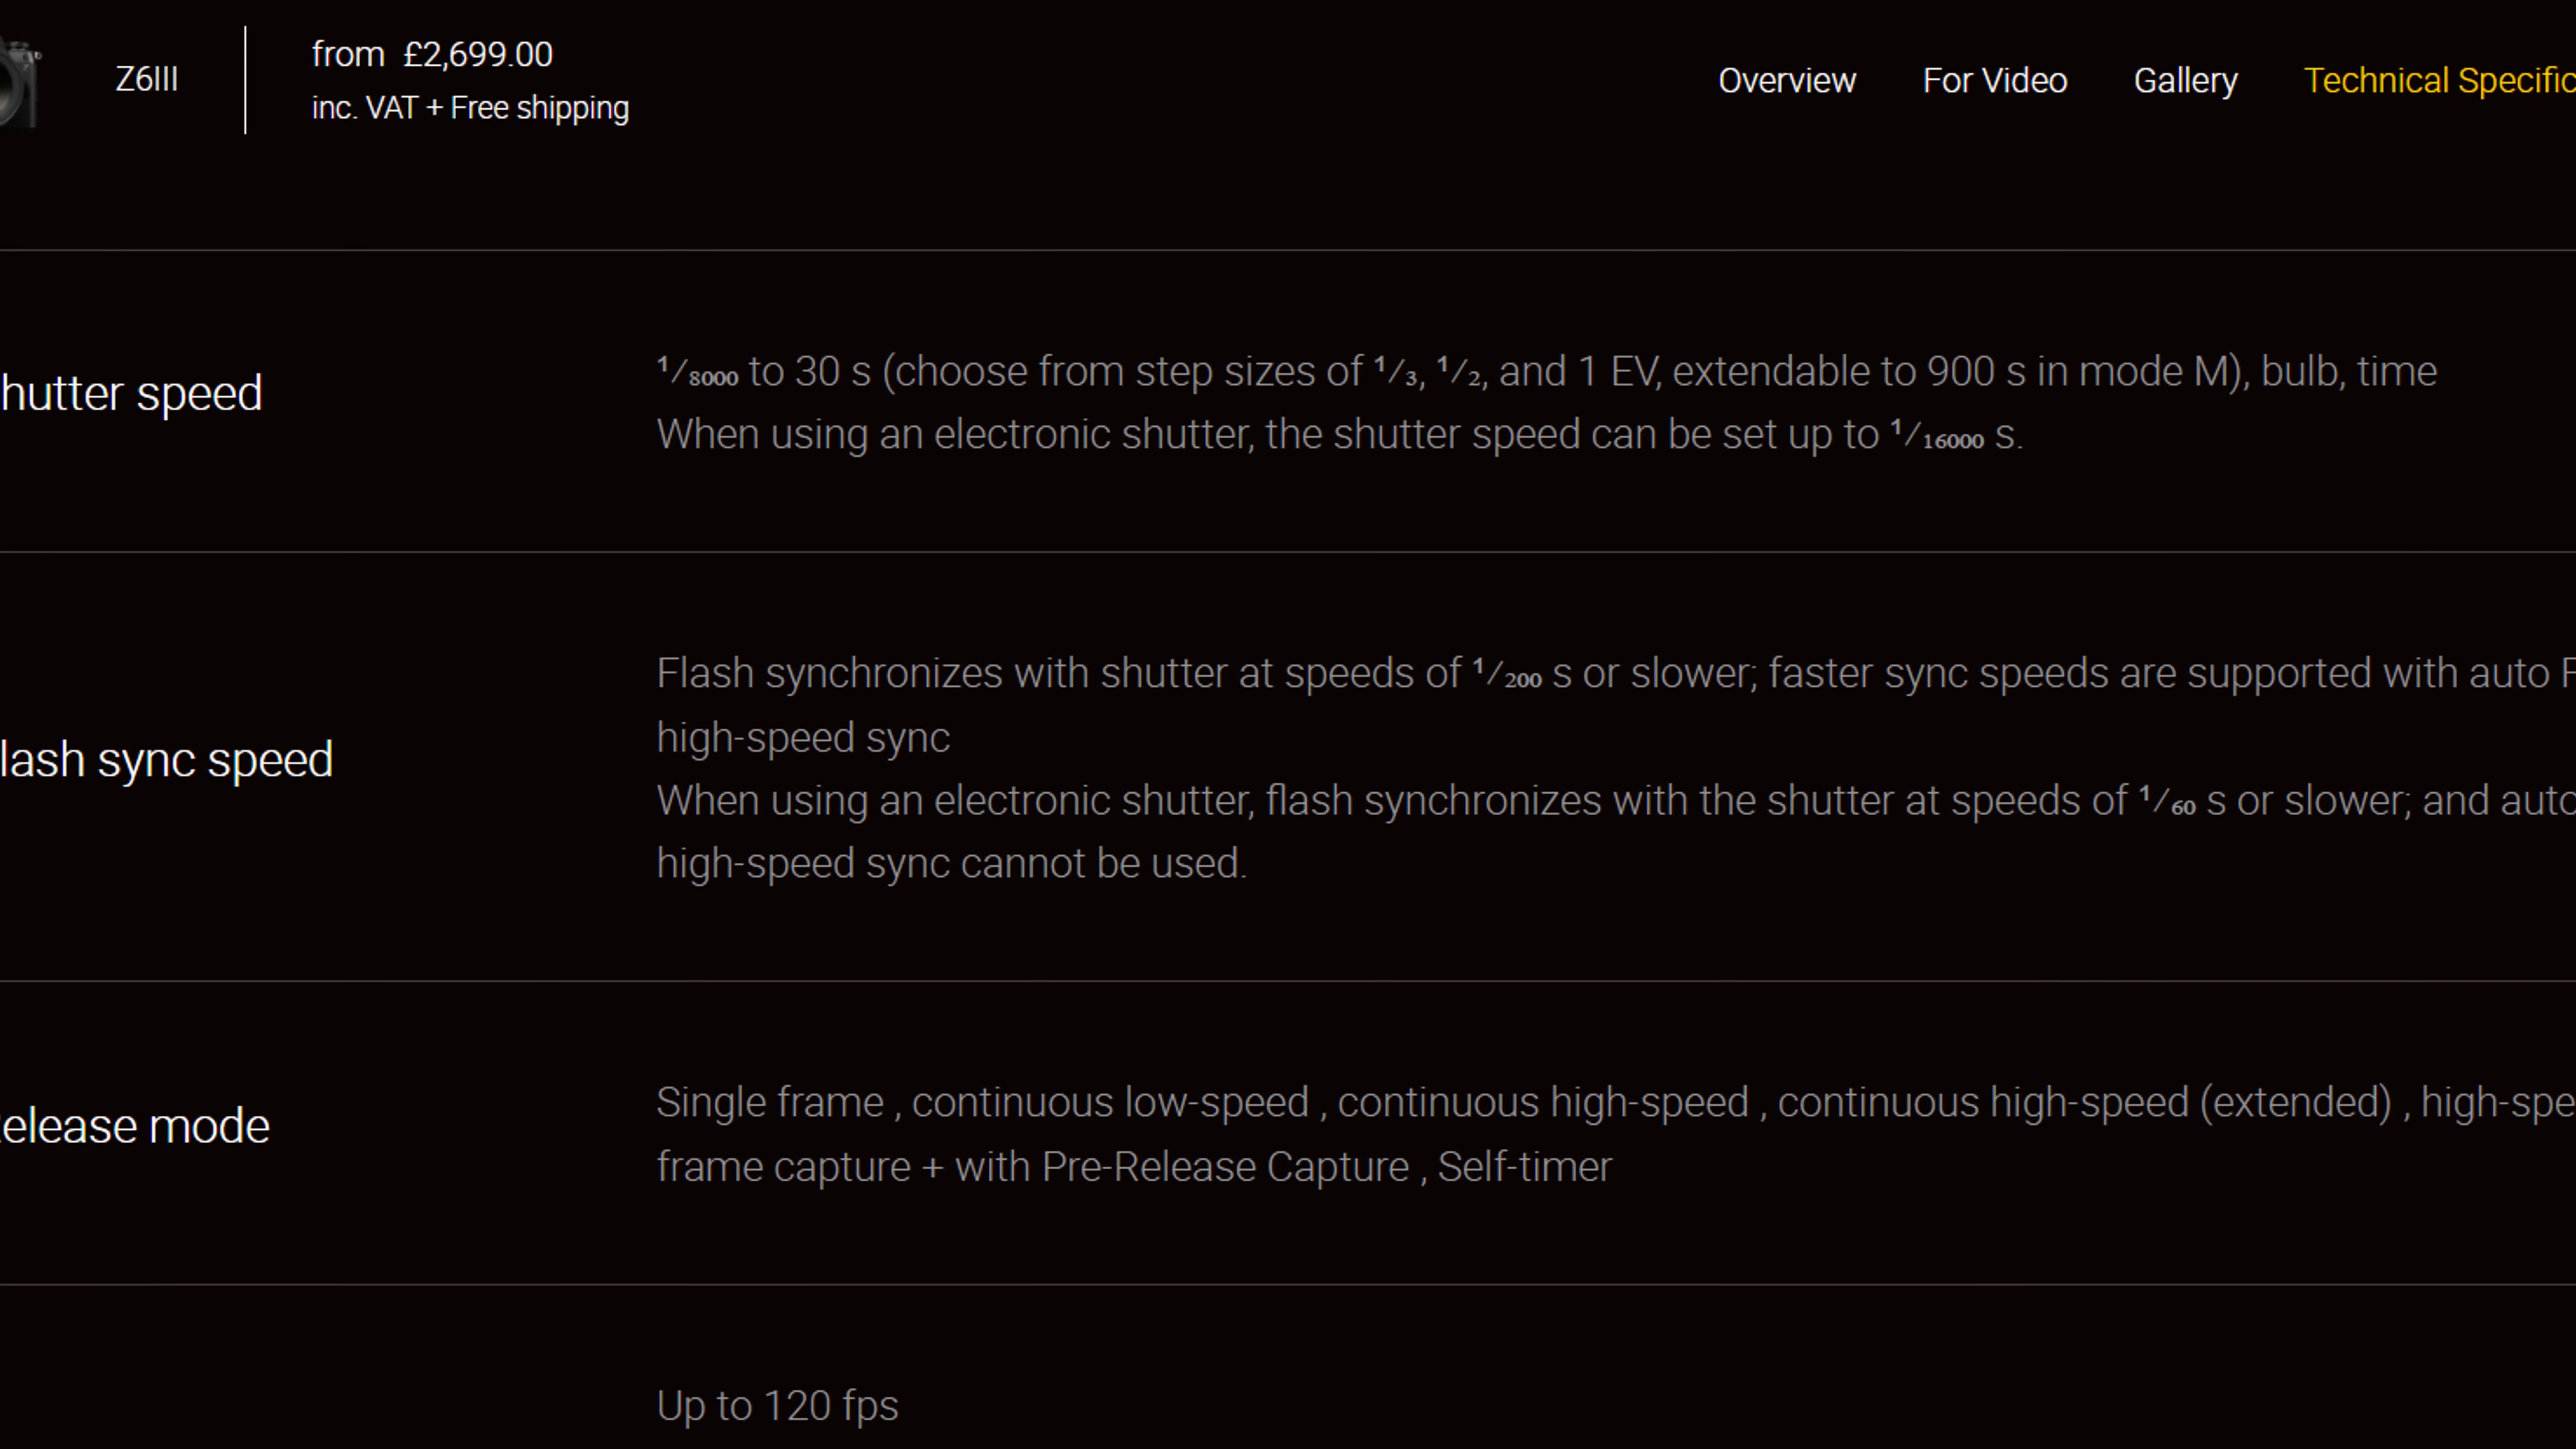 Z6III
from £2,699.00
inc. VAT + Free shipping
Overview For Video Gallery Technical Specific
hutter speed
¹⁄₈₀₀₀ to 30 s (choose from step sizes of ¹⁄₃, ¹⁄₂, and 1 EV, extendable to 900 s in mode M), bulb, time
When using an electronic shutter, the shutter speed can be set up to ¹⁄₁₆₀₀₀ s.
lash sync speed
Flash synchronizes with shutter at speeds of ¹⁄₂₀₀ s or slower; faster sync speeds are supported with auto F
high-speed sync
When using an electronic shutter, flash synchronizes with the shutter at speeds of ¹⁄₆₀ s or slower; and auto
high-speed sync cannot be used.
elease mode
Single frame , continuous low-speed , continuous high-speed , continuous high-speed (extended) , high-spe
frame capture + with Pre-Release Capture , Self-timer
Up to 120 fps